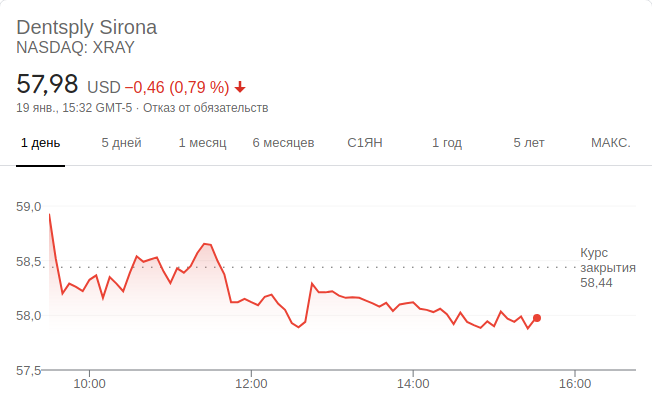 Dentsply Sirona
NASDAQ: XRAY
57,98 USD −0,46 (0,79 %)
19 янв., 15:32 GMT-5 · Отказ от обязательств
1 день 5 дней 1 месяц 6 месяцев С1ЯН 1 год 5 лет МАКС.
59,0
58,5
58,0
57,5
Курс
закрытия
58,44
10:00 12:00 14:00 16:00